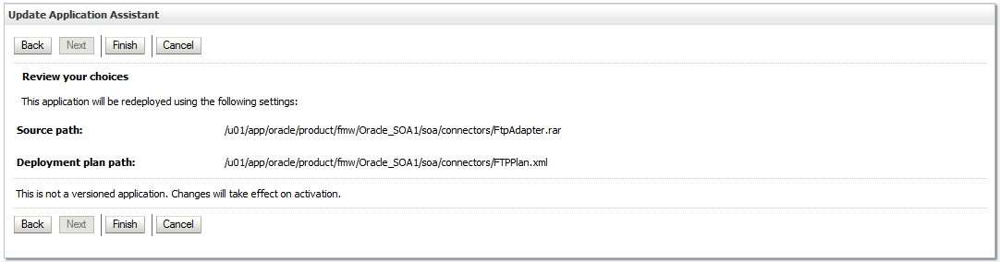 Update Application Assistant
Back Next Finish Cancel
Review your choices
This application will be redeployed using the following settings:
Source path: /u01/app/oracle/product/fmw/Oracle_SOA1/soa/connectors/FtpAdapter.rar
Deployment plan path: /u01/app/oracle/product/fmw/Oracle_SOA1/soa/connectors/FTPPlan.xml
This is not a versioned application. Changes will take effect on activation.
Back Next Finish Cancel